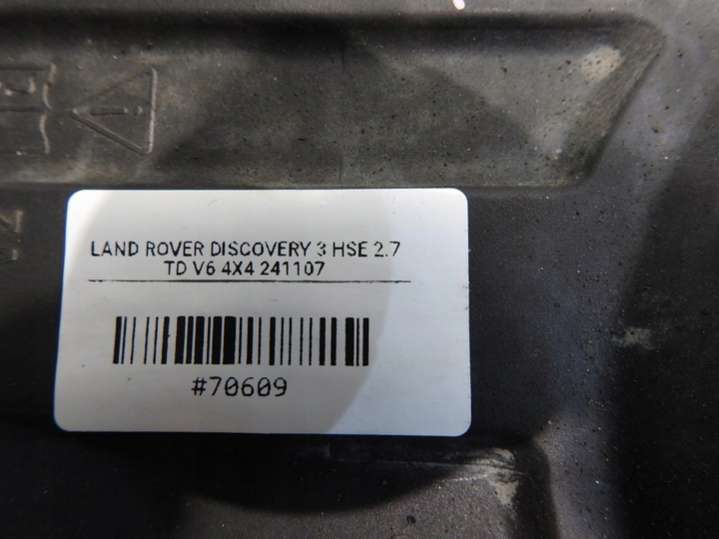 LAND ROVER DISCOVERY 3 HSE 2.7
TD V6 4X4 241107
#70609